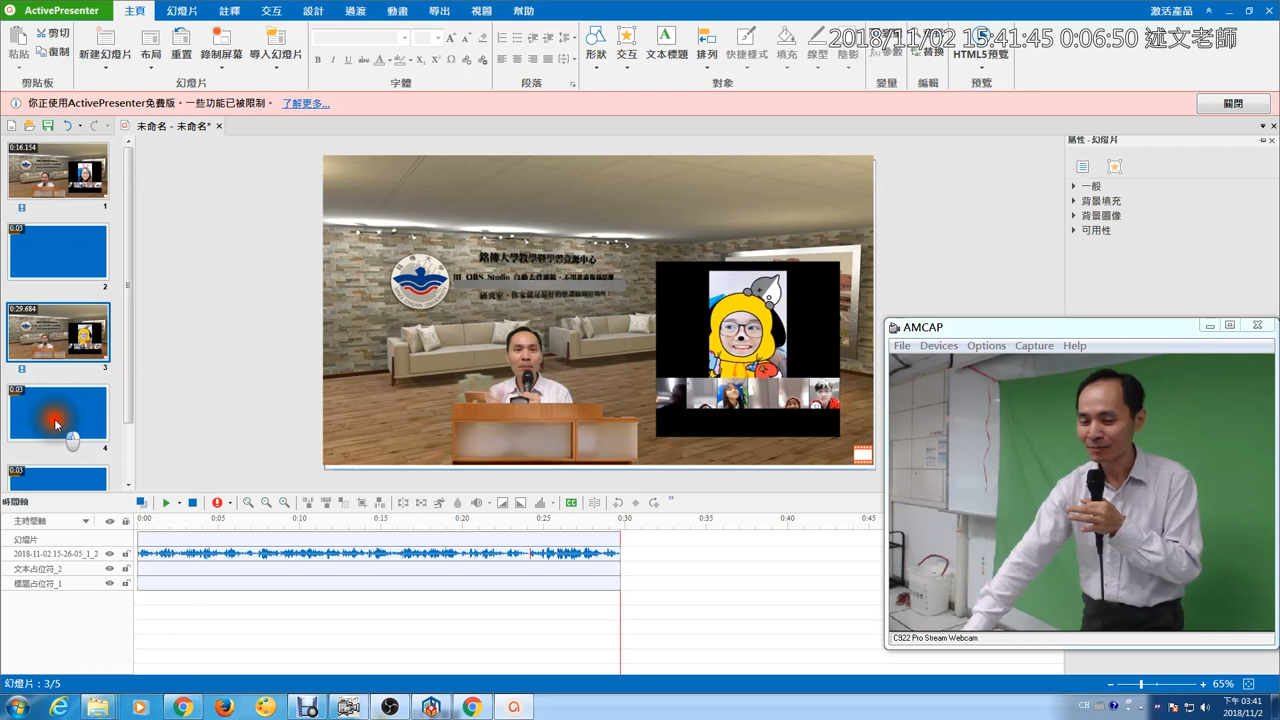 ActivePresenter
主頁
幻燈片
註釋
交互
設計
過渡
動畫
導出
視圖
幫助
激活產品
粘貼
剪切
復制
新建幻燈片
布局
重置
錄制屏幕
導入幻燈片
形狀
交互
文本標題
排列
快捷樣式
填充
線型
陰影
替換
HTML5預覽
2018/11/02 15:41:45 0:06:50 述文老師
剪貼板
幻燈片
字體
段落
對象
變量
編輯
預覽
你正使用ActivePresenter免費版，一些功能已被限制。
了解更多...
關閉
未命名 - 未命名*
屬性 - 幻燈片
一般
背景填充
背景圖像
可用性
0:16.154
1
0:03
2
0:29.684
3
0:03
4
0:03
銘傳大學教學暨學習資源中心
AMCAP
File
Devices
Options
Capture
Help
C922 Pro Stream Webcam
時間軸
主時間軸
0:00
0:05
0:10
0:15
0:20
0:25
0:30
0:35
0:40
0:45
幻燈片
2018-11-02 15-26-05_1_2
文本占位符_2
標題占位符_1
幻燈片: 3/5
65%
CH
下午 03:41
2018/11/2